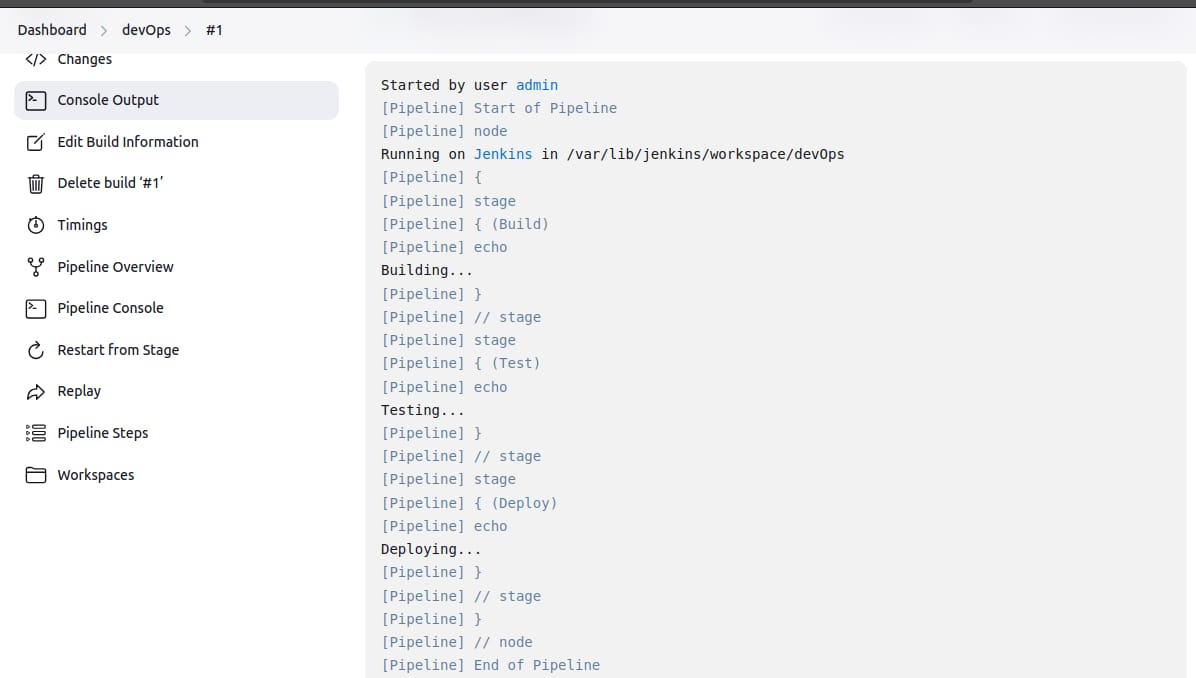 Dashboard > devOps > #1
Changes
Console Output
Edit Build Information
Delete build ‘#1’
Timings
Pipeline Overview
Pipeline Console
Restart from Stage
Replay
Pipeline Steps
Workspaces
Started by user admin
[Pipeline] Start of Pipeline
[Pipeline] node
Running on Jenkins in /var/lib/jenkins/workspace/devOps
[Pipeline] {
[Pipeline] stage
[Pipeline] { (Build)
[Pipeline] echo
Building...
[Pipeline] }
[Pipeline] // stage
[Pipeline] stage
[Pipeline] { (Test)
[Pipeline] echo
Testing...
[Pipeline] }
[Pipeline] // stage
[Pipeline] stage
[Pipeline] { (Deploy)
[Pipeline] echo
Deploying...
[Pipeline] }
[Pipeline] // stage
[Pipeline] }
[Pipeline] // node
[Pipeline] End of Pipeline